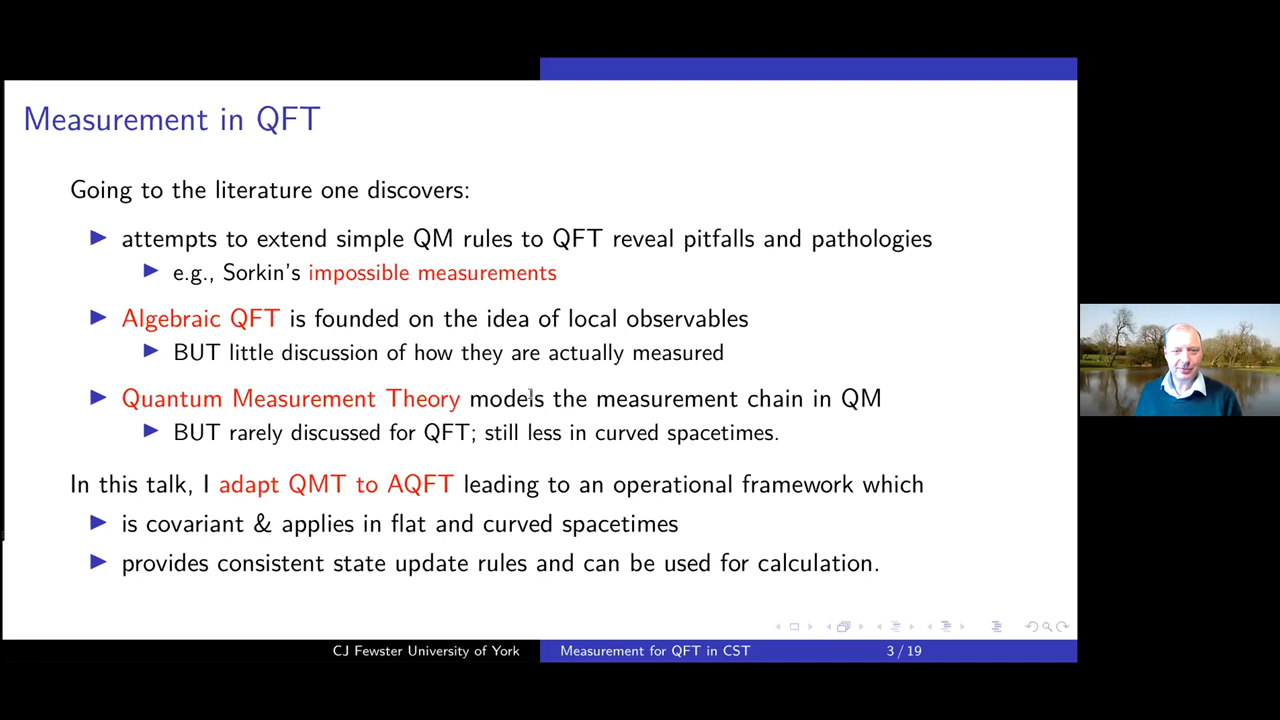 Measurement in QFT
Going to the literature one discovers:
▶ attempts to extend simple QM rules to QFT reveal pitfalls and pathologies
▶ e.g., Sorkin's impossible measurements
▶ Algebraic QFT is founded on the idea of local observables
▶ BUT little discussion of how they are actually measured
▶ Quantum Measurement Theory models the measurement chain in QM
▶ BUT rarely discussed for QFT; still less in curved spacetimes.
In this talk, I adapt QMT to AQFT leading to an operational framework which
▶ is covariant & applies in flat and curved spacetimes
▶ provides consistent state update rules and can be used for calculation.
CJ Fewster University of York Measurement for QFT in CST 3 / 19